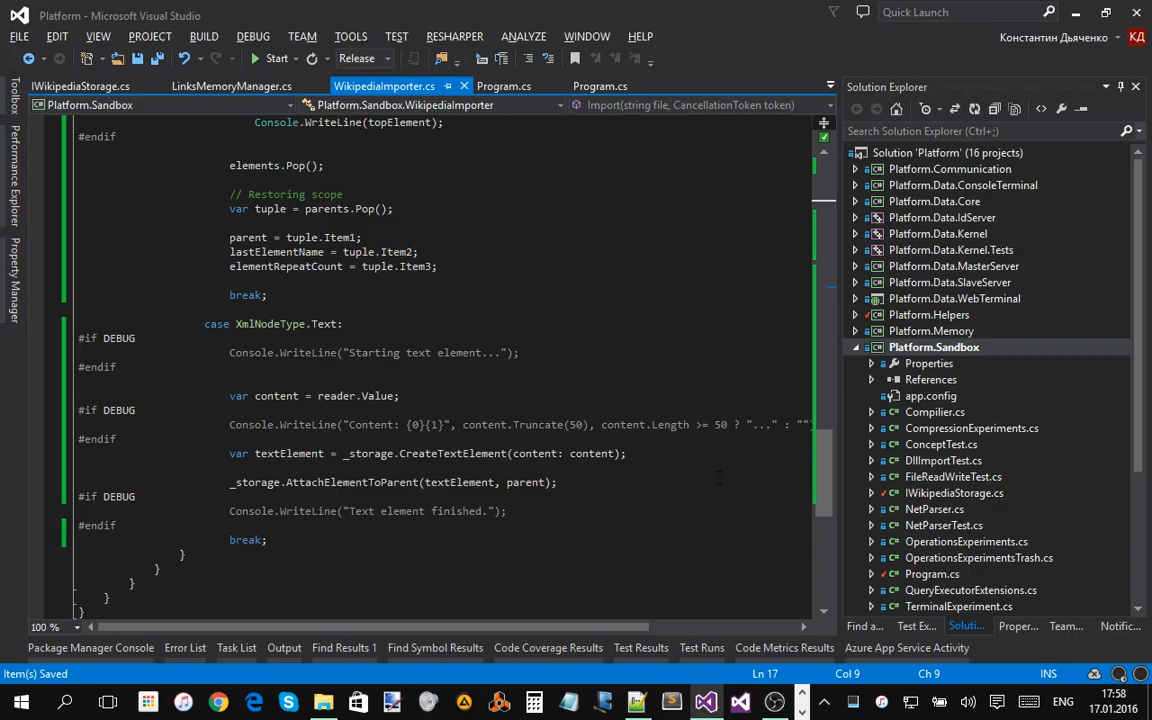 Platform - Microsoft Visual Studio
Quick Launch
FILE EDIT VIEW PROJECT BUILD DEBUG TEAM TOOLS TEST RESHARPER ANALYZE WINDOW HELP
Константин Дьяченко КД
Start Release
IWikipediaStorage.cs LinksMemoryManager.cs WikipediaImporter.cs Program.cs Program.cs
Platform.Sandbox Platform.Sandbox.WikipediaImporter Import(string file, CancellationToken token)
Toolbox
Performance Explorer
Property Manager
Console.WriteLine(topElement);
#endif
elements.Pop();
// Restoring scope
var tuple = parents.Pop();
parent = tuple.Item1;
lastElementName = tuple.Item2;
elementRepeatCount = tuple.Item3;
break;
case XmlNodeType.Text:
#if DEBUG
Console.WriteLine("Starting text element...");
#endif
var content = reader.Value;
#if DEBUG
Console.WriteLine("Content: {0}{1}", content.Truncate(50), content.Length >= 50 ? "..." : "")
#endif
var textElement = _storage.CreateTextElement(content: content);
_storage.AttachElementToParent(textElement, parent);
#if DEBUG
Console.WriteLine("Text element finished.");
#endif
break;
}
}
}
}
}
100 %
Solution Explorer
Search Solution Explorer (Ctrl+;)
Solution 'Platform' (16 projects)
Platform.Communication
Platform.Data.ConsoleTerminal
Platform.Data.Core
Platform.Data.IdServer
Platform.Data.Kernel
Platform.Data.Kernel.Tests
Platform.Data.MasterServer
Platform.Data.SlaveServer
Platform.Data.WebTerminal
Platform.Helpers
Platform.Memory
Platform.Sandbox
Properties
References
app.config
Compilier.cs
CompressionExperiments.cs
ConceptTest.cs
DllImportTest.cs
FileReadWriteTest.cs
IWikipediaStorage.cs
NetParser.cs
NetParserTest.cs
OperationsExperiments.cs
OperationsExperimentsTrash.cs
Program.cs
QueryExecutorExtensions.cs
TerminalExperiment.cs
Find a... Test Ex... Soluti... Proper... Team... Notific...
Package Manager Console Error List Task List Output Find Results 1 Find Symbol Results Code Coverage Results Test Results Test Runs Code Metrics Results Azure App Service Activity
Item(s) Saved Ln 17 Col 9 Ch 9 INS
ENG 17:58
17.01.2016